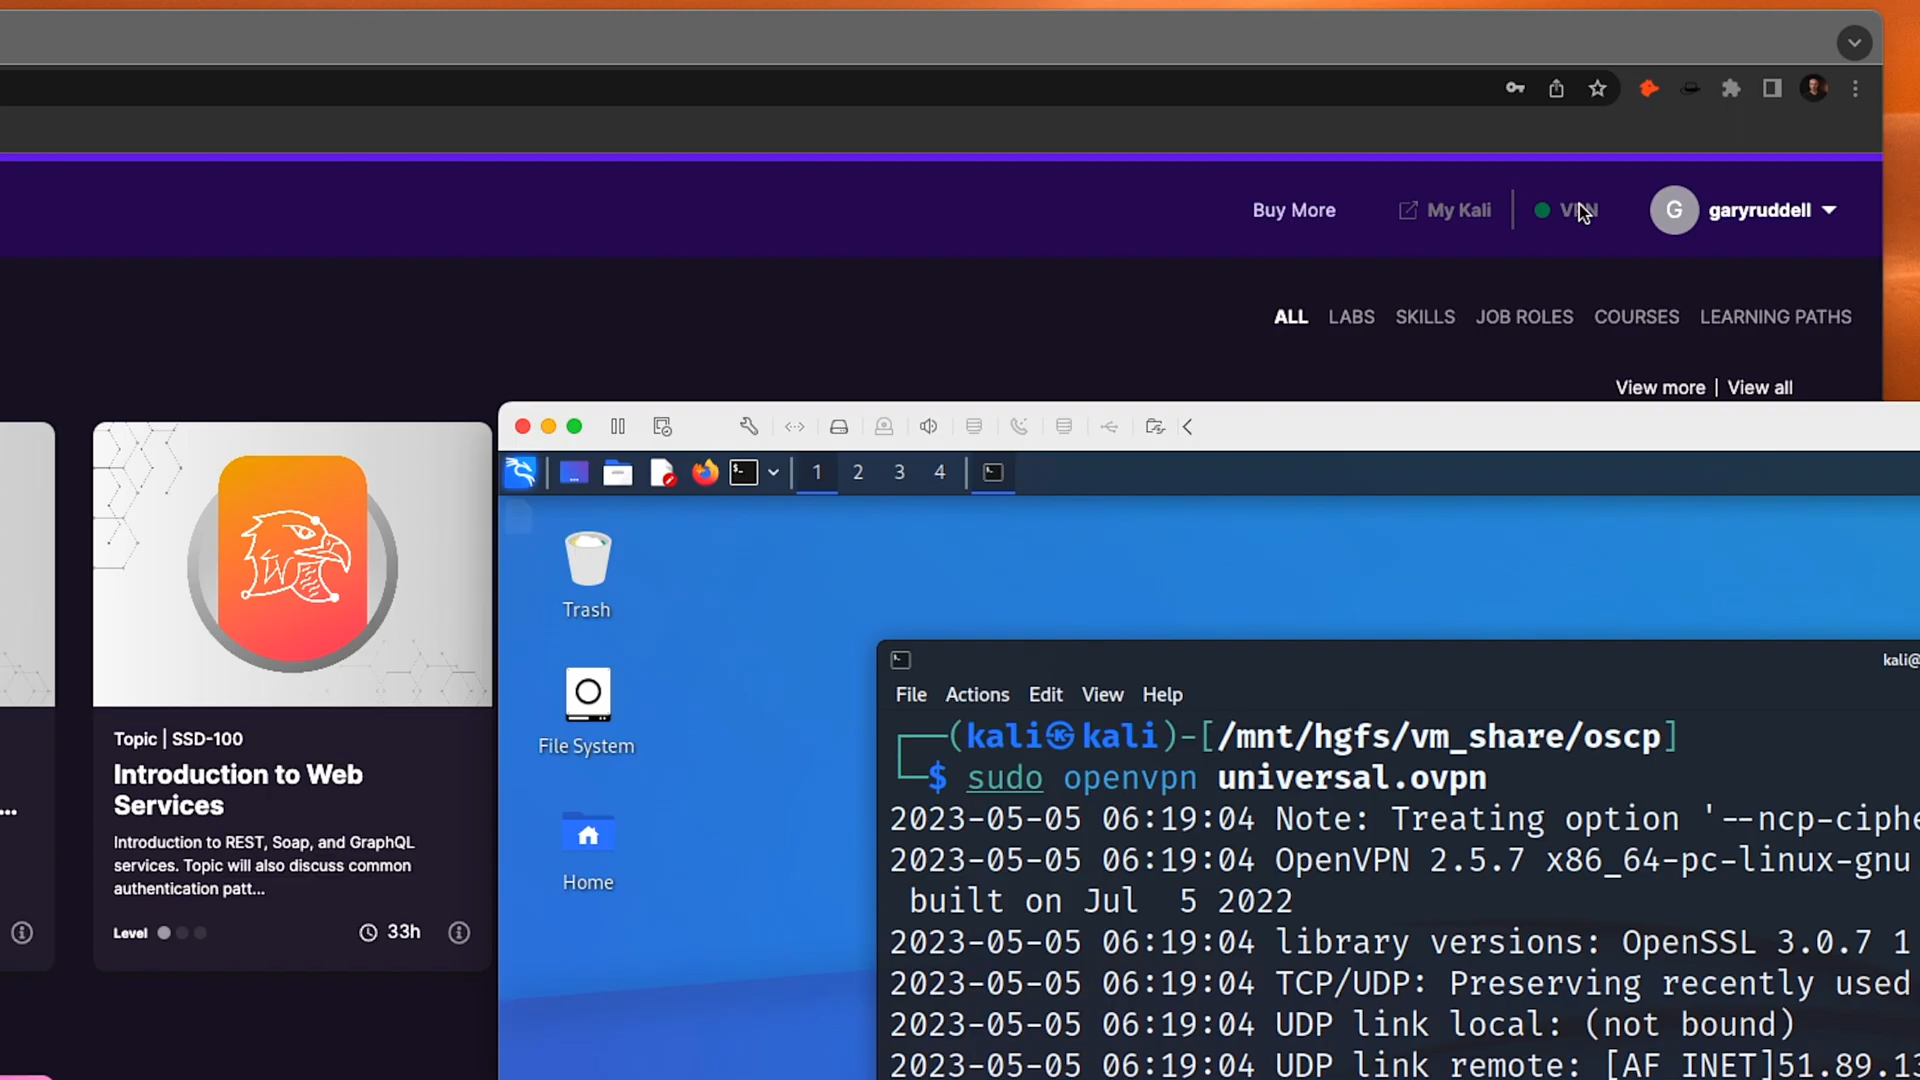 Buy More
My Kali
VPN
G
garyruddell
ALL LABS SKILLS JOB ROLES COURSES LEARNING PATHS
View more | View all
1 2 3 4
Trash
File System
Home
kali@
File Actions Edit View Help
(kali㉿kali)-[/mnt/hgfs/vm_share/oscp]
$ sudo openvpn universal.ovpn
2023-05-05 06:19:04 Note: Treating option '--ncp-ciphe
2023-05-05 06:19:04 OpenVPN 2.5.7 x86_64-pc-linux-gnu
built on Jul 5 2022
2023-05-05 06:19:04 library versions: OpenSSL 3.0.7 1
2023-05-05 06:19:04 TCP/UDP: Preserving recently used
2023-05-05 06:19:04 UDP link local: (not bound)
2023-05-05 06:19:04 UDP link remote: [AF_INET]51.89.13
...
Topic | SSD-100
Introduction to Web
Services
Introduction to REST, Soap, and GraphQL
services. Topic will also discuss common
authentication patt...
Level
33h